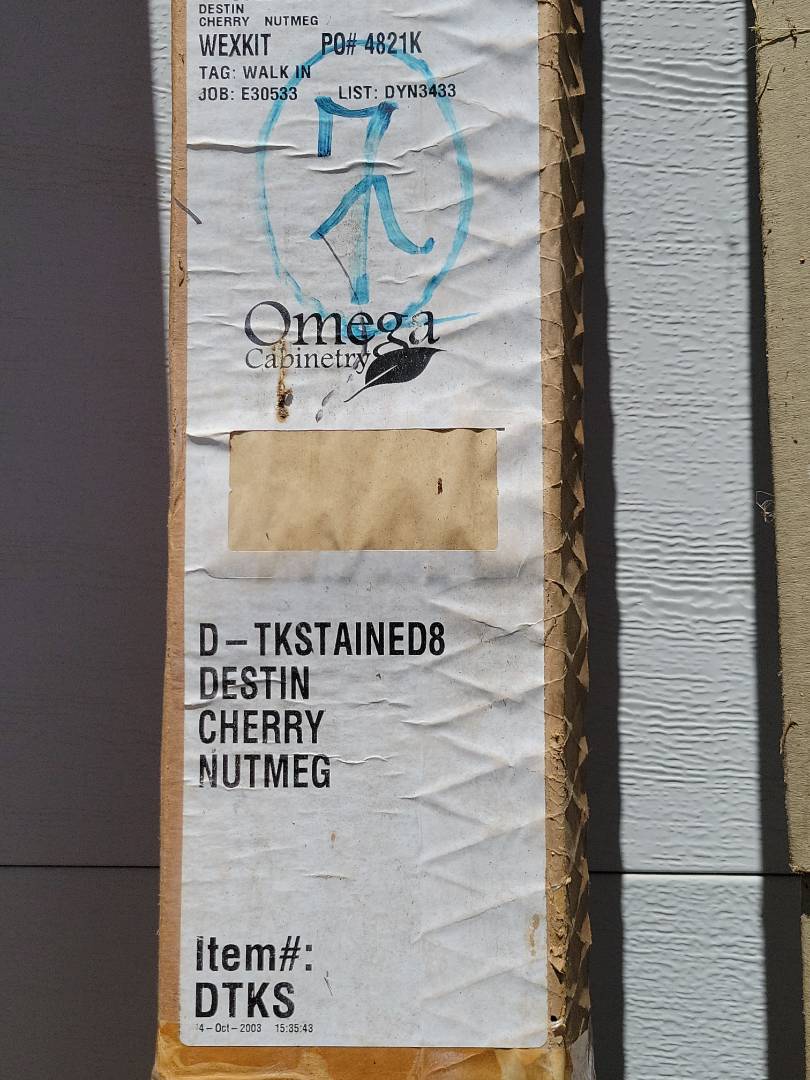 DESTIN
CHERRY NUTMEG
WEXKIT PO# 4821K
TAG: WALK IN
JOB: E30533 LIST: DYN3433
Omega
Cabinetry
D-TKSTAINED8
DESTIN
CHERRY
NUTMEG
Item#:
DTKS
4-Oct-2003 15:35:43